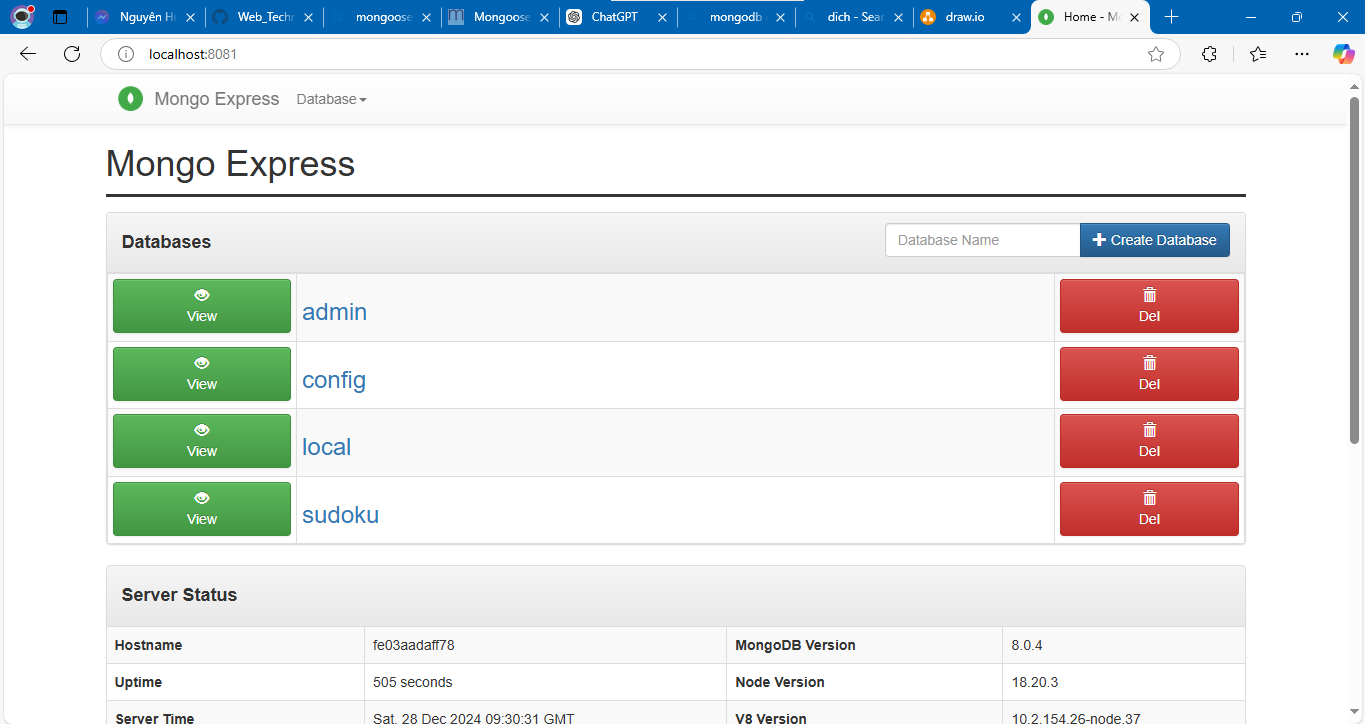 Nguyên Hi
Web_Techn
mongoose
Mongoose
ChatGPT
mongodb
dich - Sear
draw.io
Home - Mo
localhost:8081
Mongo Express Database
Mongo Express
Databases Database Name Create Database
View admin Del
View config Del
View local Del
View sudoku Del
Server Status
Hostname fe03aadaff78 MongoDB Version 8.0.4
Uptime 505 seconds Node Version 18.20.3
Server Time Sat, 28 Dec 2024 09:30:31 GMT V8 Version 10.2.154.26-node.37